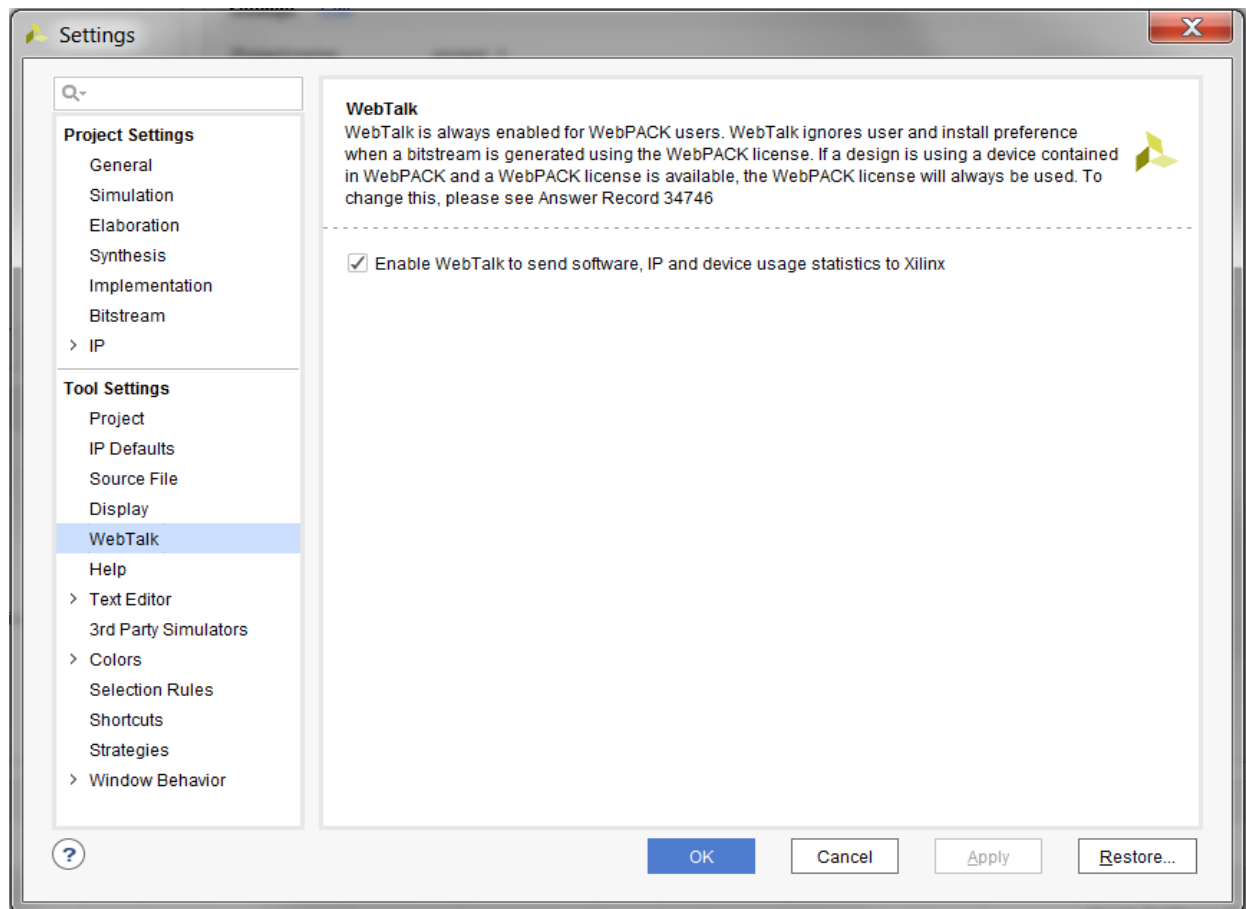 Settings
Project Settings
General
Simulation
Elaboration
Synthesis
Implementation
Bitstream
> IP
Tool Settings
Project
IP Defaults
Source File
Display
WebTalk
Help
> Text Editor
3rd Party Simulators
> Colors
Selection Rules
Shortcuts
Strategies
> Window Behavior
WebTalk
WebTalk is always enabled for WebPACK users. WebTalk ignores user and install preference
when a bitstream is generated using the WebPACK license. If a design is using a device contained
in WebPACK and a WebPACK license is available, the WebPACK license will always be used. To
change this, please see Answer Record 34746
Enable WebTalk to send software, IP and device usage statistics to Xilinx
?
OK
Cancel
Apply
Restore...